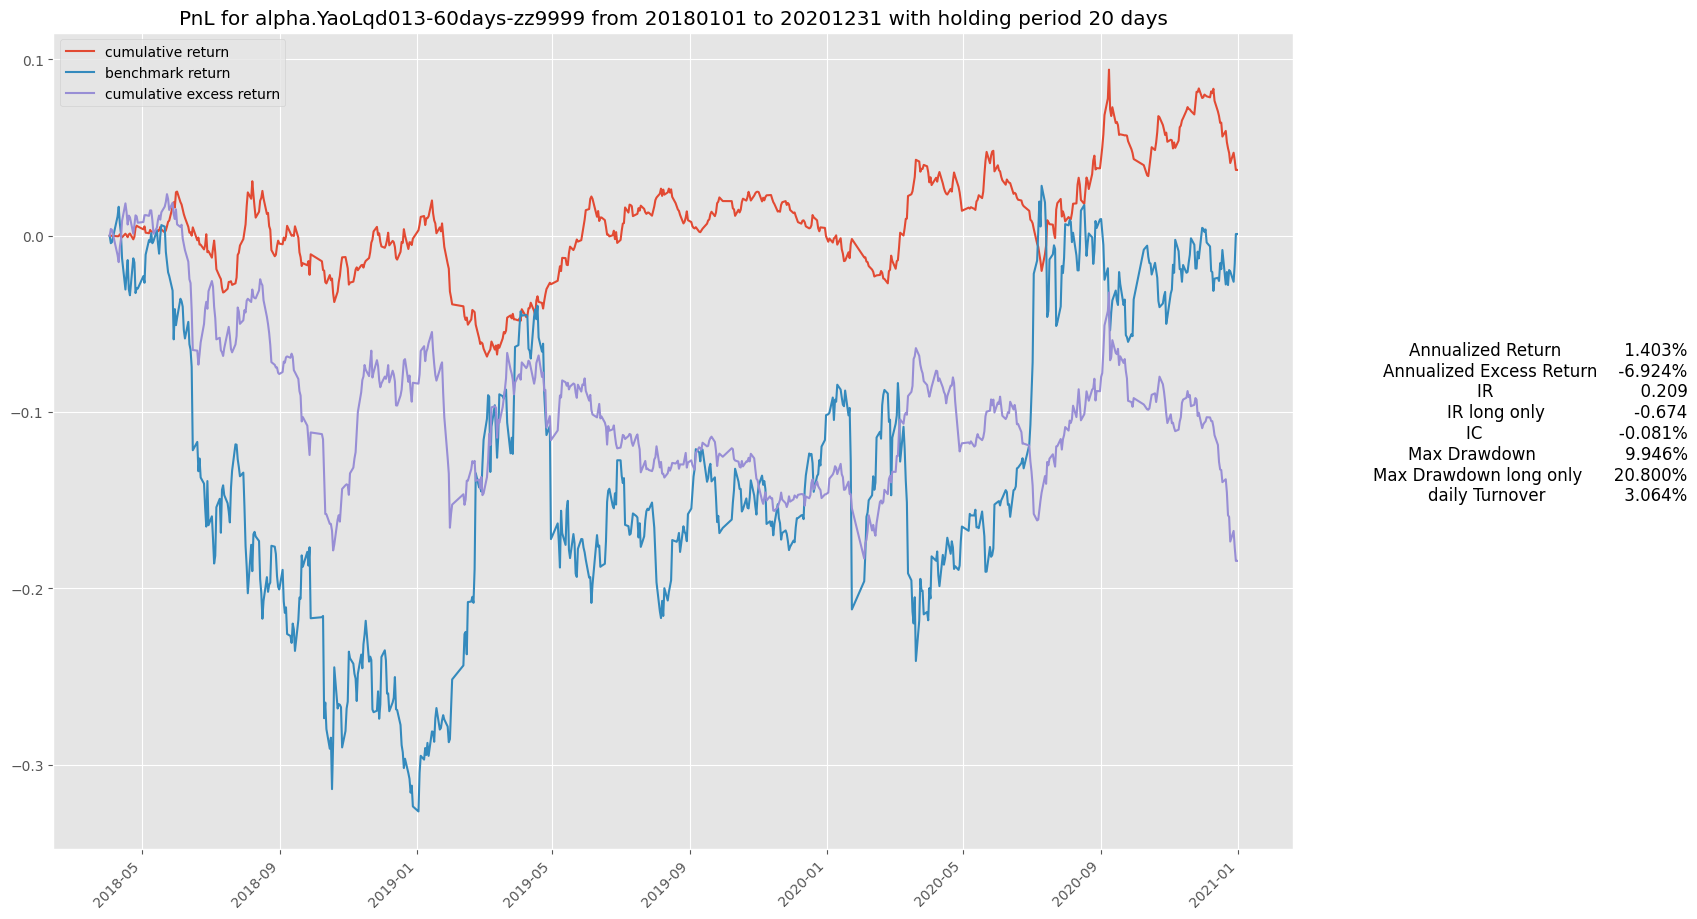 PnL for alpha.YaoLqd013-60days-zz9999 from 20180101 to 20201231 with holding period 20 days
cumulative return
benchmark return
cumulative excess return
0.1
0.0
−0.1
−0.2
−0.3
2018-05
2018-09
2019-01
2019-05
2019-09
2020-01
2020-05
2020-09
2021-01
Annualized Return 1.403%
Annualized Excess Return -6.924%
IR 0.209
IR long only -0.674
IC -0.081%
Max Drawdown 9.946%
Max Drawdown long only 20.800%
daily Turnover 3.064%